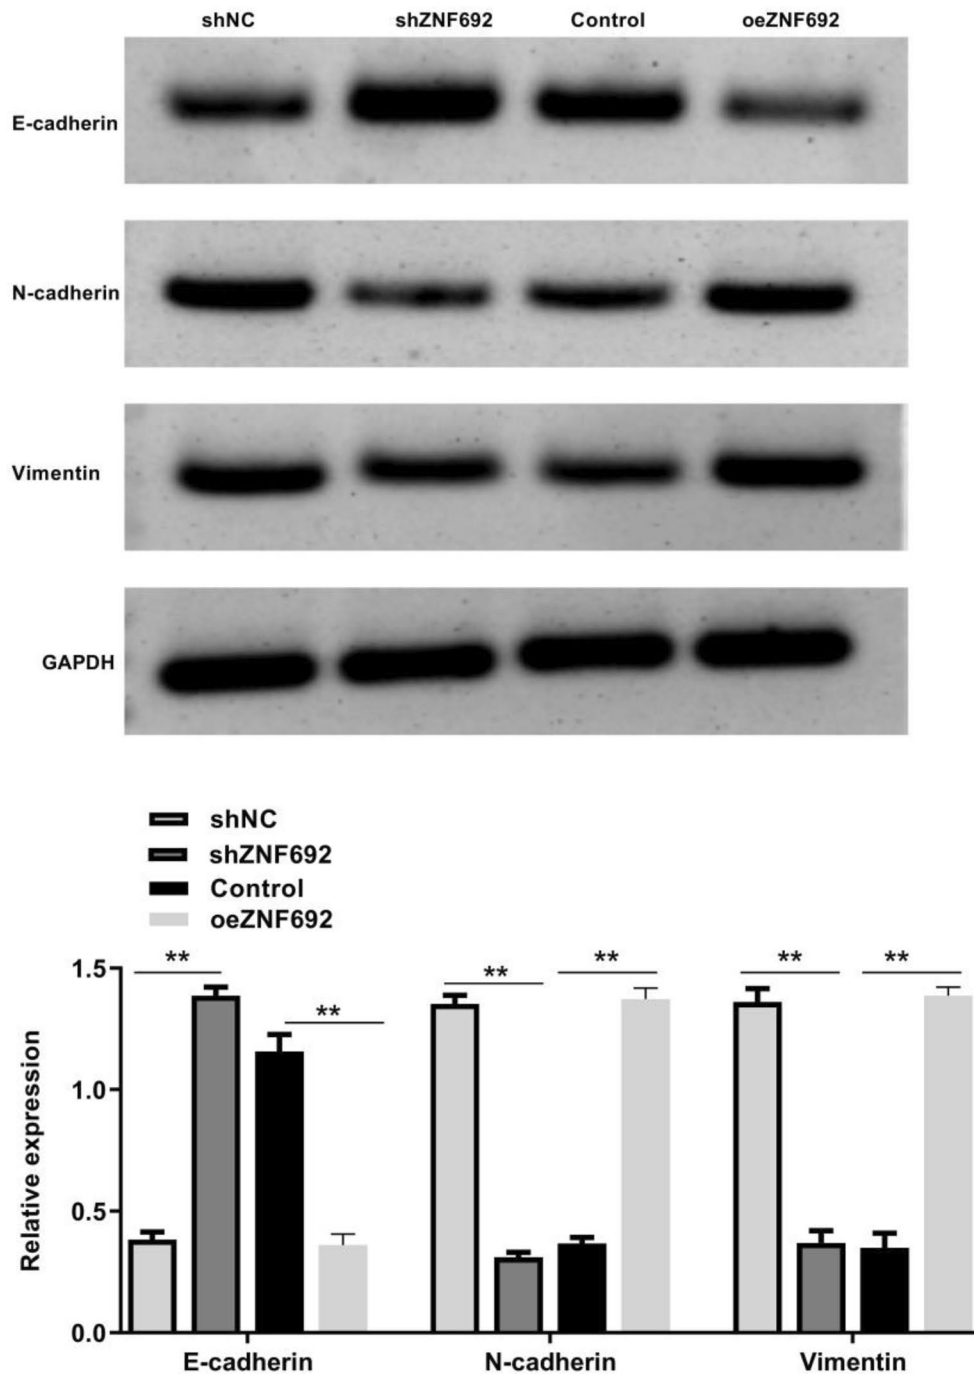 shNC shZNF692 Control oeZNF692
E-cadherin
N-cadherin
Vimentin
GAPDH
shNC
shZNF692
Control
oeZNF692
** ** ** ** ** **
1.5
1.0
0.5
0.0
Relative expression
E-cadherin N-cadherin Vimentin